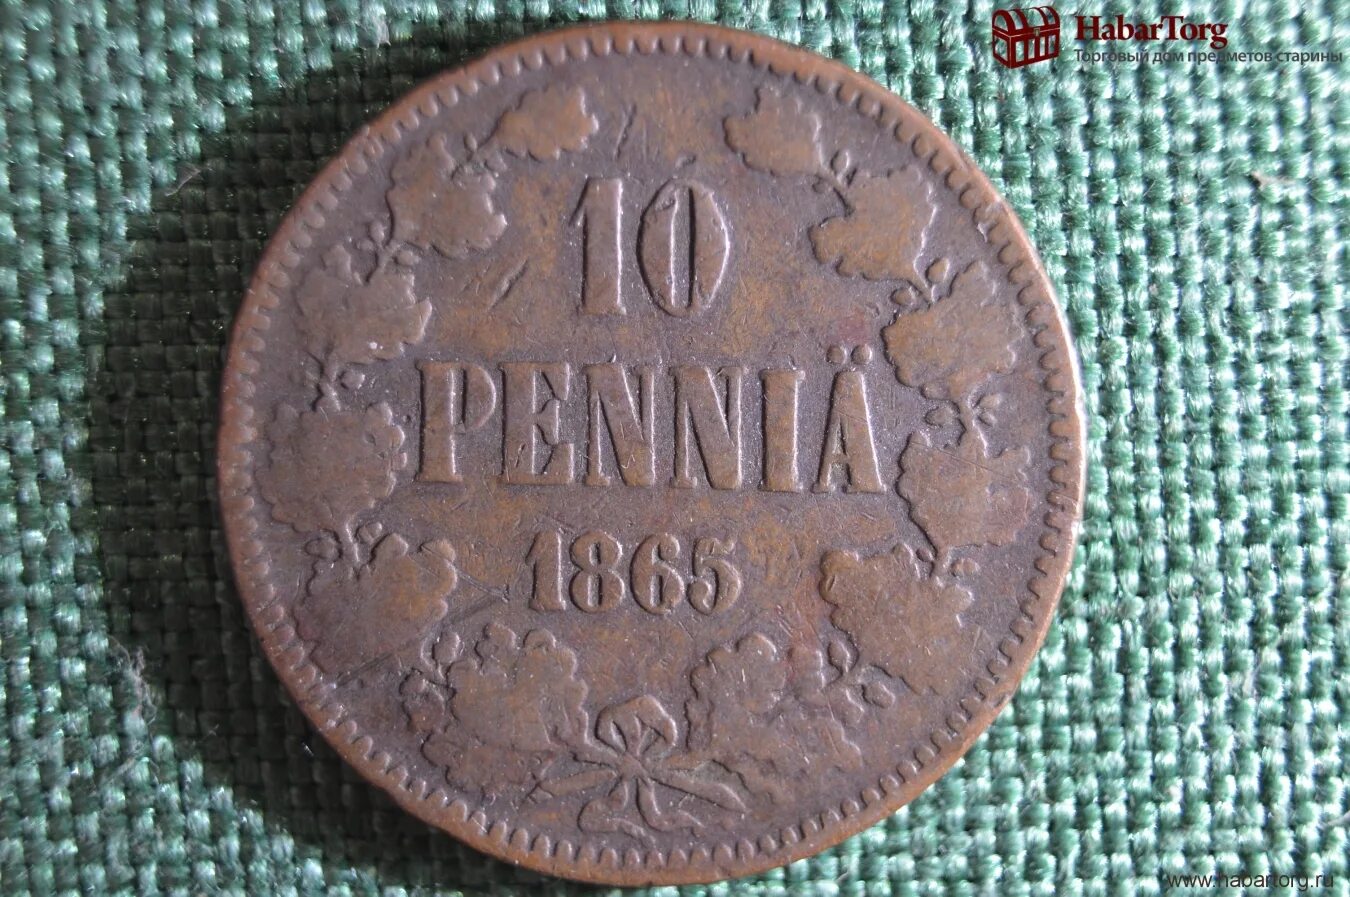 HabarTorg
Торговый дом предметов старины
10
PENNIÄ
1865
www.habartorg.ru